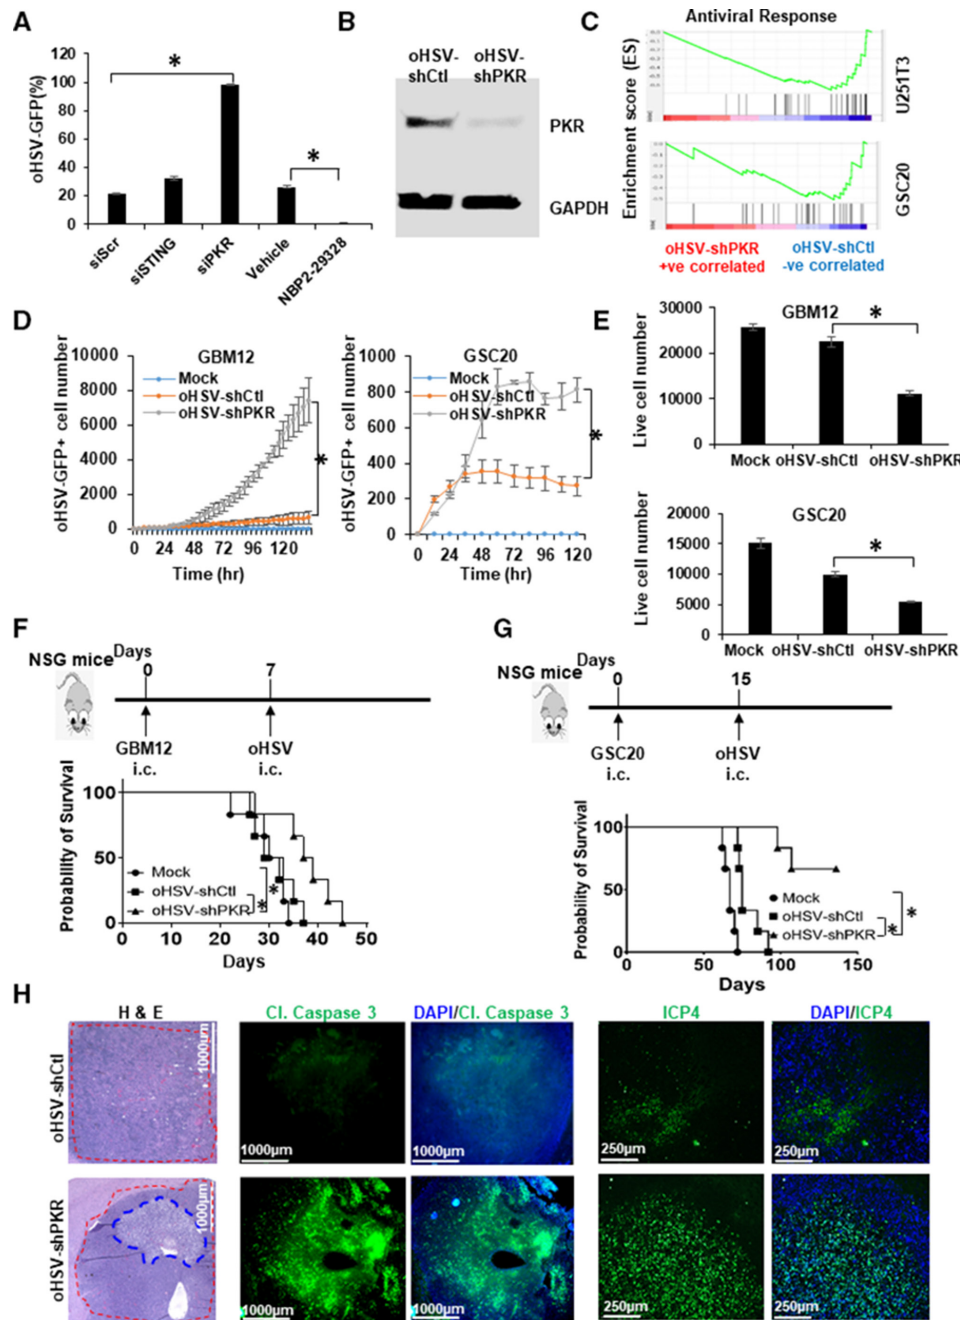 A
oHSV-GFP(%)
120
100
80
60
40
20
0
*
*
siScr
siSTING
siPKR
Vehicle
NBP2-29328
B
oHSV-shCtl
oHSV-shPKR
PKR
GAPDH
C
Antiviral Response
Enrichment score (ES)
U251T3
GSC20
oHSV-shPKR
+ve correlated
oHSV-shCtl
-ve correlated
D
GBM12
Mock
oHSV-shCtl
oHSV-shPKR
oHSV-GFP+ cell number
10000
8000
6000
4000
2000
0
*
0 24 48 72 96 120
Time (hr)
GSC20
Mock
oHSV-shCtl
oHSV-shPKR
oHSV-GFP+ cell number
1000
800
600
400
200
0
*
0 24 48 72 96 120
Time (hr)
E
GBM12
Live cell number
30000
20000
10000
0
*
Mock oHSV-shCtl oHSV-shPKR
GSC20
Live cell number
20000
15000
10000
5000
0
*
Mock oHSV-shCtl oHSV-shPKR
F
NSG mice
Days
0 7
GBM12
i.c.
oHSV
i.c.
Probability of Survival
100
50
0
Mock
oHSV-shCtl
oHSV-shPKR
*
*
0 10 20 30 40 50
Days
G
NSG mice
Days
0 15
GSC20
i.c.
oHSV
i.c.
Probability of Survival
100
50
0
Mock
oHSV-shCtl
oHSV-shPKR
*
*
0 50 100 150
Days
H
H & E
Cl. Caspase 3
DAPI/Cl. Caspase 3
ICP4
DAPI/ICP4
oHSV-shCtl
1000µm
1000µm
1000µm
250µm
250µm
oHSV-shPKR
1000µm
1000µm
1000µm
250µm
250µm